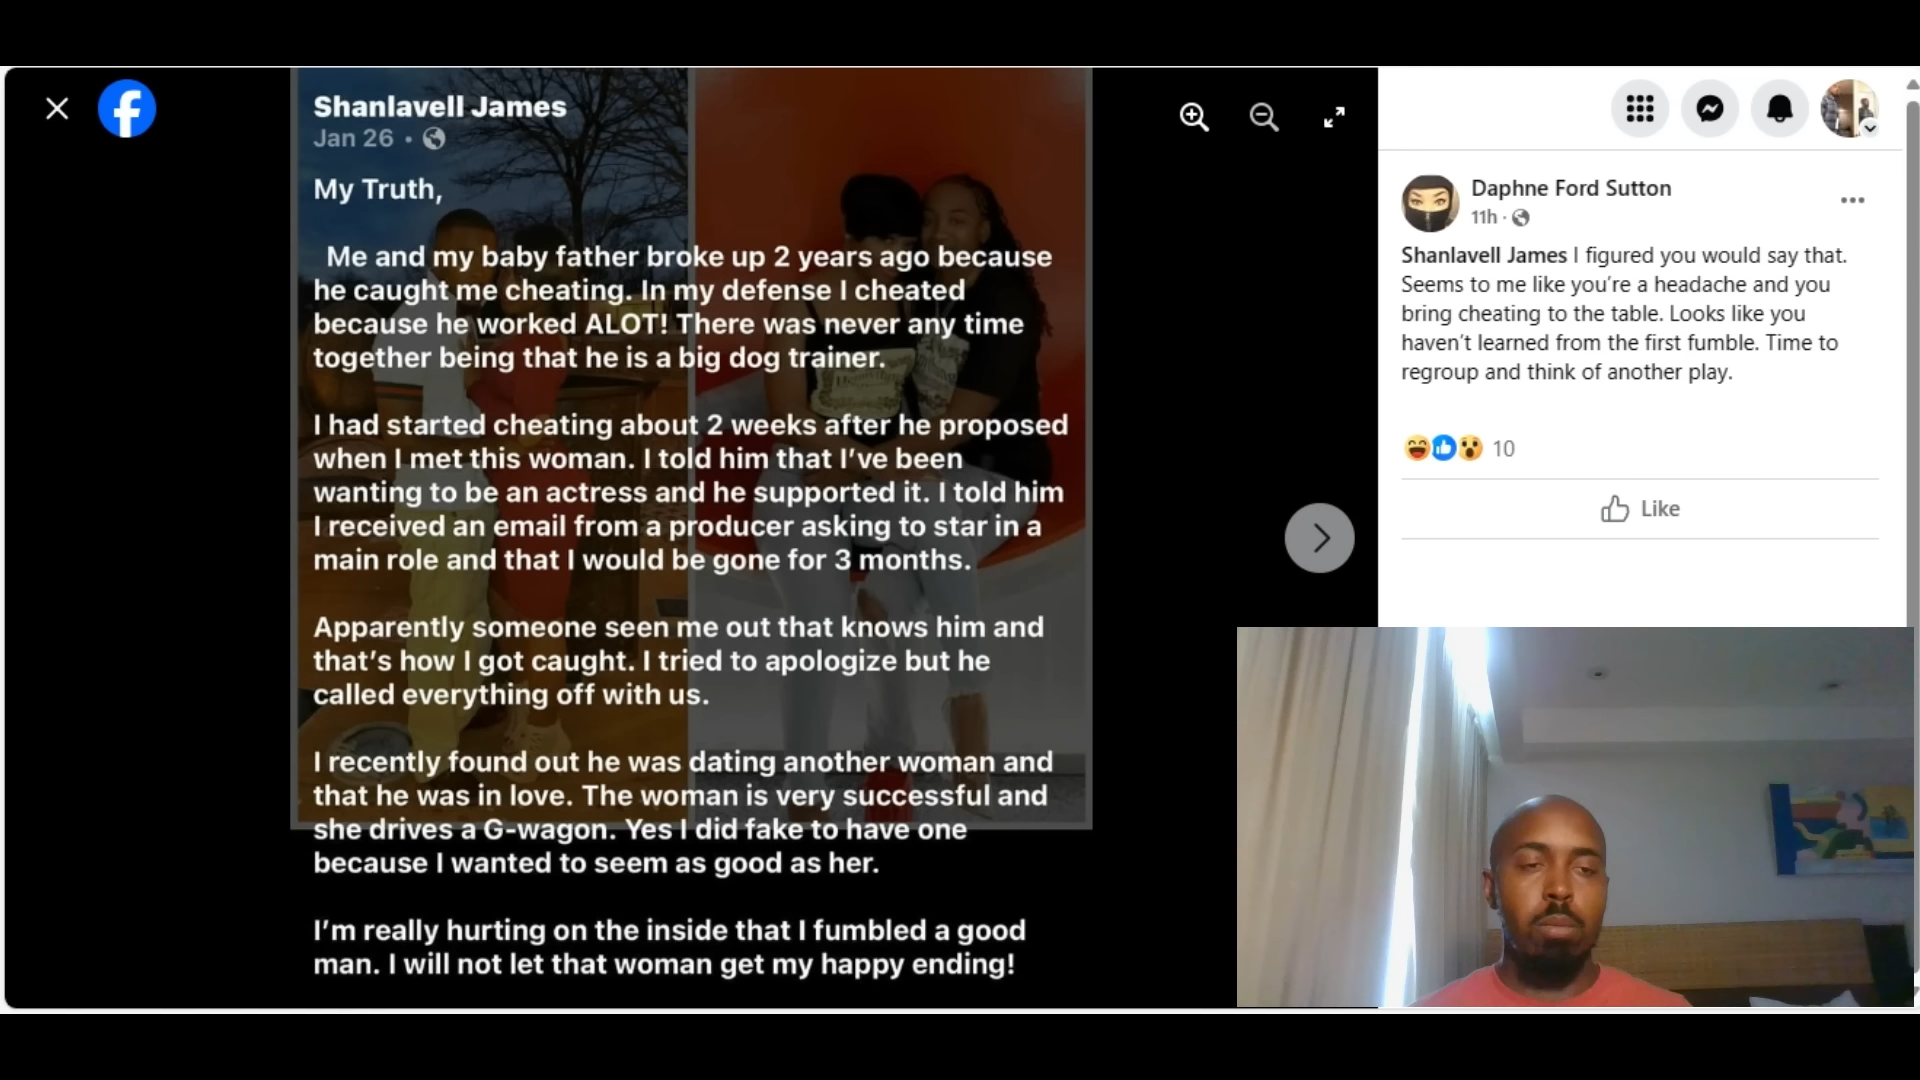 Shanlavell James
Jan 26 •
My Truth,
Me and my baby father broke up 2 years ago because
he caught me cheating. In my defense I cheated
because he worked ALOT! There was never any time
together being that he is a big dog trainer.
I had started cheating about 2 weeks after he proposed
when I met this woman. I told him that I’ve been
wanting to be an actress and he supported it. I told him
I received an email from a producer asking to star in a
main role and that I would be gone for 3 months.
Apparently someone seen me out that knows him and
that’s how I got caught. I tried to apologize but he
called everything off with us.
I recently found out he was dating another woman and
that he was in love. The woman is very successful and
she drives a G-wagon. Yes I did fake to have one
because I wanted to seem as good as her.
I’m really hurting on the inside that I fumbled a good
man. I will not let that woman get my happy ending!
Daphne Ford Sutton
11h ·
Shanlavell James I figured you would say that.
Seems to me like you’re a headache and you
bring cheating to the table. Looks like you
haven’t learned from the first fumble. Time to
regroup and think of another play.
10
Like